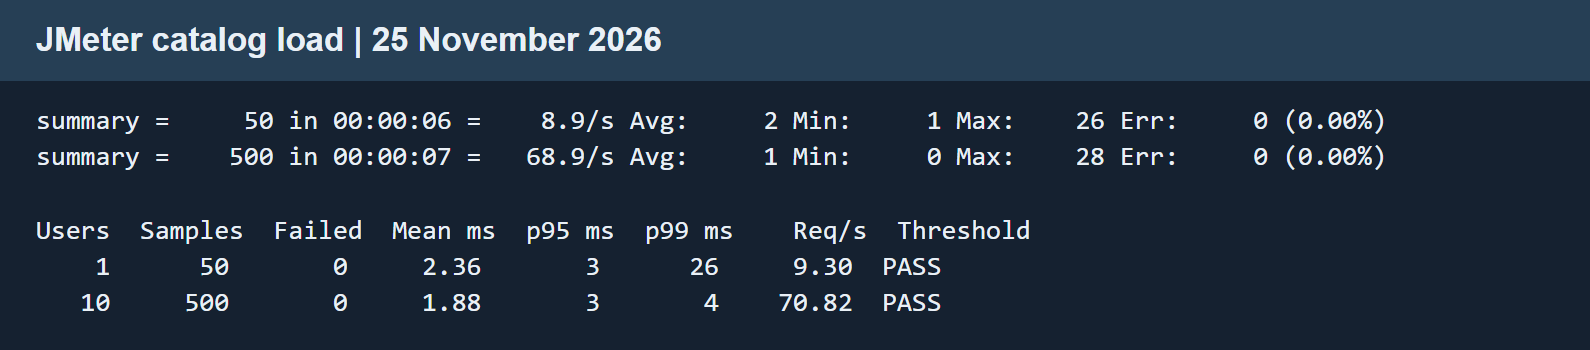 JMeter catalog load | 25 November 2026
summary =     50 in 00:00:06 =    8.9/s Avg:     2 Min:     1 Max:    26 Err:     0 (0.00%)
summary =    500 in 00:00:07 =   68.9/s Avg:     1 Min:     0 Max:    28 Err:     0 (0.00%)
Users  Samples  Failed  Mean ms  p95 ms  p99 ms    Req/s  Threshold
    1      50       0     2.36       3      26     9.30  PASS
   10     500       0     1.88       3       4    70.82  PASS